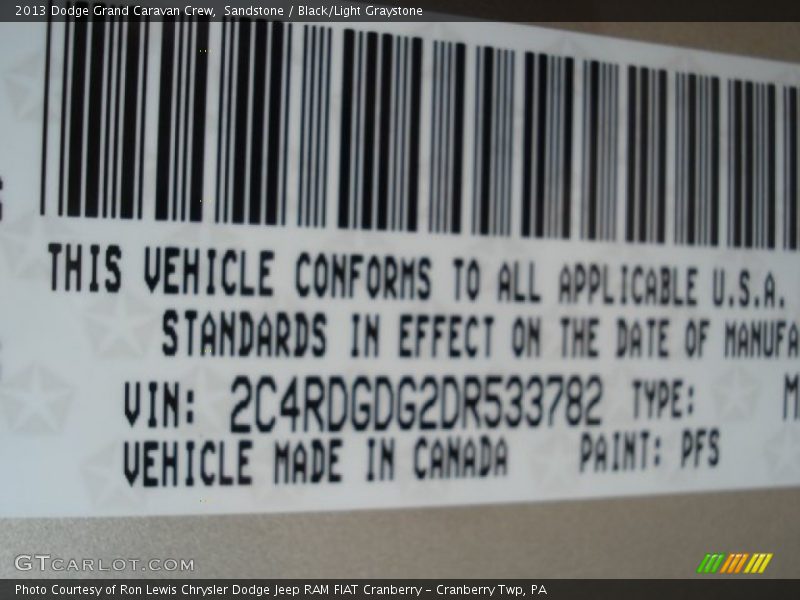 2013 Dodge Grand Caravan Crew, Sandstone / Black/Light Graystone
THIS VEHICLE CONFORMS TO ALL APPLICABLE U.S.A.
STANDARDS IN EFFECT ON THE DATE OF MANUFA
VIN: 2C4RDGDG2DR533782 TYPE: M
VEHICLE MADE IN CANADA PAINT: PFS
GTCARLOT.COM
Photo Courtesy of Ron Lewis Chrysler Dodge Jeep RAM FIAT Cranberry - Cranberry Twp, PA